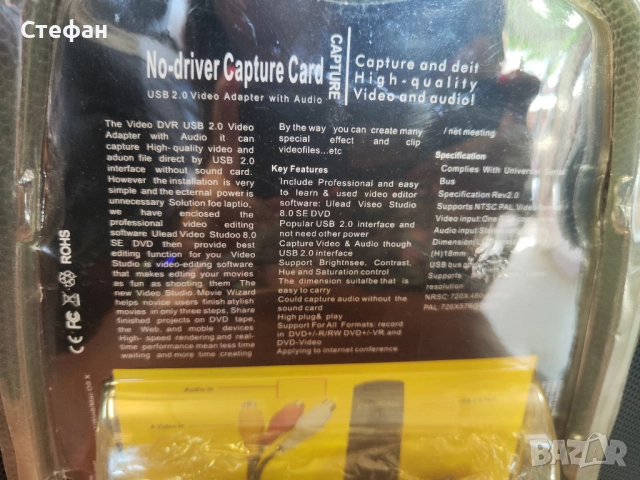 Стефан
No-driver Capture Card
USB 2.0 Video Adapter with Audio
CAPTURE
Capture and deit
High-quality
Video and audio!
The Video DVR USB 2.0 Video
Adapter with Audio it can
capture High-quality video and
aduon file direct by USB 2.0
interface without sound card.
However the installation is very
simple and the ecternal power is
unnecessary Solution foe laptio,
we have enclosed the
professional video editing
software Ulead Video Studoo 8.0
SE DVD then provide best
editing function for you Video
Studio is video-editing software
that makes editing your movies
as fun as shooting them The
new Video Studio Movie Wizard
helps novice users finish atylish
movies in only three steps, Share
finished projects on DVD tape,
the Web, and moble devices
High- speed rendering and real-
time performance mean less time
waiting and more time creating
By the way you can create many
special effect and clip
videofiles...etc
Key Features
Include Professional and easy
to learn & used video editor
software: Ulead Viseo Studio
8.0 SE DVD
Popular USB 2.0 interface and
not need other power
Capture Video & Audio though
USB 2.0 interface
Support Brightnsee, Contrast,
Hue and Saturation control
The dimension suitalbe that is
easy to carry
Could capture audio without the
sound card
High plug& play
Support For All Formats: record
in DVD+/-R/RW DVD+/-VR and
DVD-Video
Applying to internet conference
/ net meeting
Specification
Complies With Universal Serial
Bus
Specification Rev2.0
Supports NTSC PAL Video
Video input:One
Audio input Stereo
Dimension
(H)18mm
USB bus
Supports
resolution
NRSC: 720X480
PAL:720X576
CE FC ROHS
Audio in